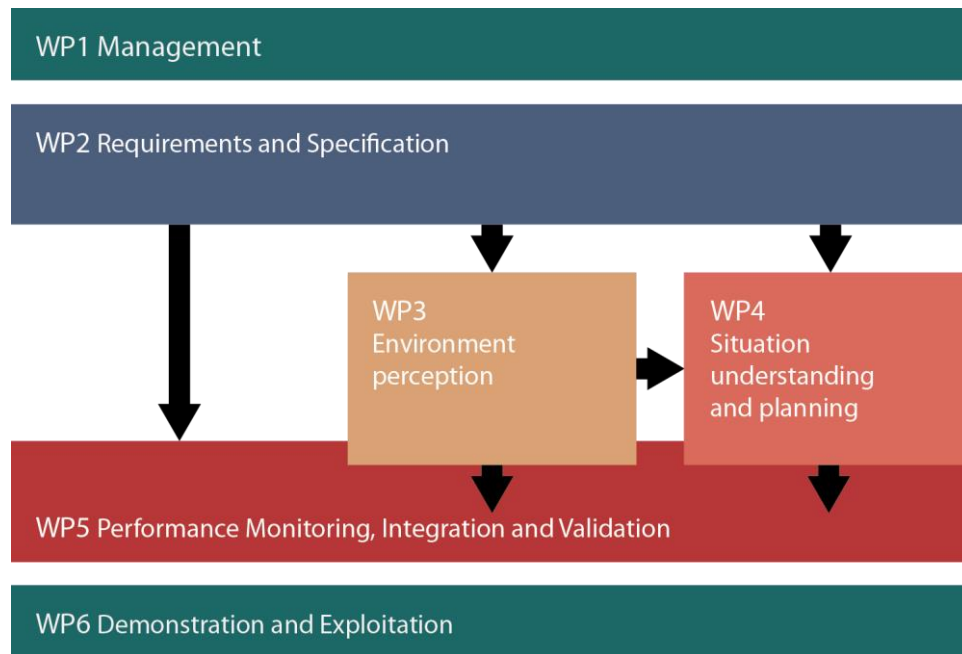 WP1 Management
WP2 Requirements and Specification
WP3
Environment
perception
WP4
Situation
understanding
and planning
WP5 Performance Monitoring, Integration and Validation
WP6 Demonstration and Exploitation